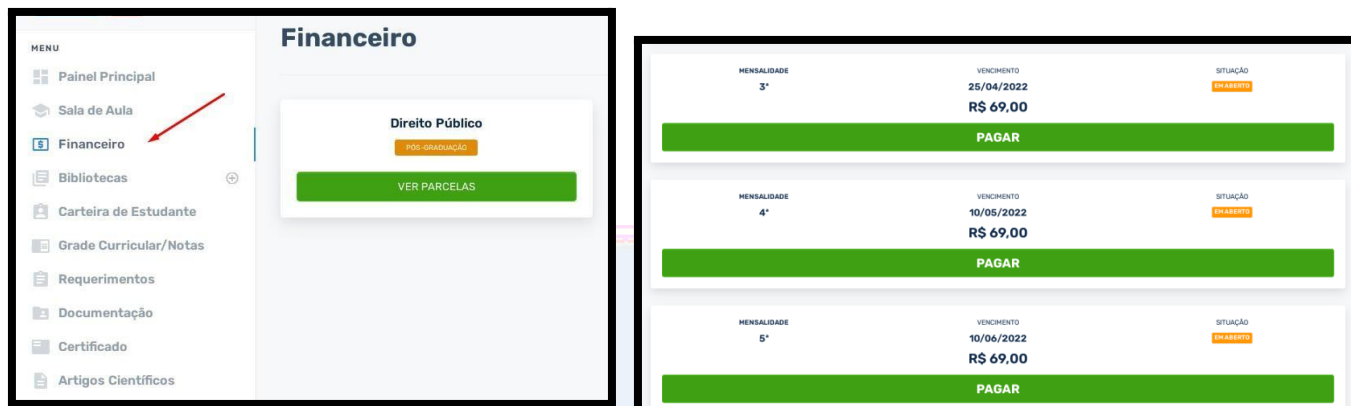 MENU
Painel Principal
Sala de Aula
Financeiro
Bibliotecas
Carteira de Estudante
Grade Curricular/Notas
Requerimentos
Documentação
Certificado
Artigos Científicos
Financeiro
Direito Público
PÓS-GRADUAÇÃO
VER PARCELAS
MENSALIDADE VENCIMENTO SITUAÇÃO
3ª 25/04/2022 EM ABERTO
R$ 69,00
PAGAR
MENSALIDADE VENCIMENTO SITUAÇÃO
4ª 10/05/2022 EM ABERTO
R$ 69,00
PAGAR
MENSALIDADE VENCIMENTO SITUAÇÃO
5ª 10/06/2022 EM ABERTO
R$ 69,00
PAGAR